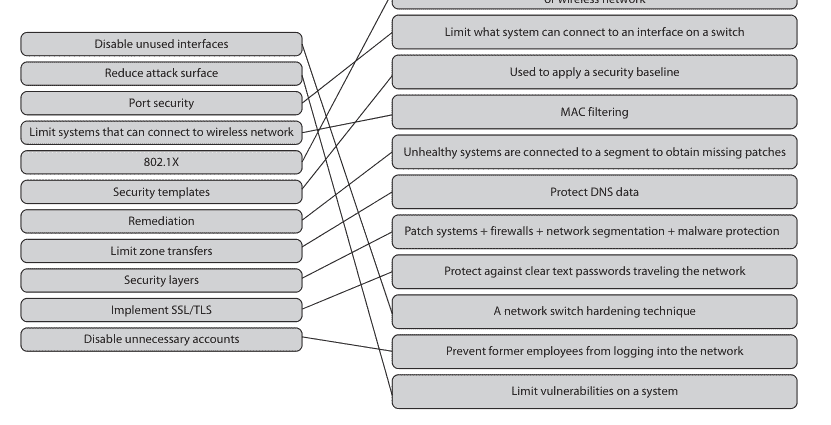 or wireless network
Limit what system can connect to an interface on a switch
Disable unused interfaces
Used to apply a security baseline
Reduce attack surface
Port security
MAC filtering
Limit systems that can connect to wireless network
Unhealthy systems are connected to a segment to obtain missing patches
802.1X
Security templates
Protect DNS data
Remediation
Patch systems + firewalls + network segmentation + malware protection
Limit zone transfers
Protect against clear text passwords traveling the network
Security layers
Implement SSL/TLS
A network switch hardening technique
Disable unnecessary accounts
Prevent former employees from logging into the network
Limit vulnerabilities on a system